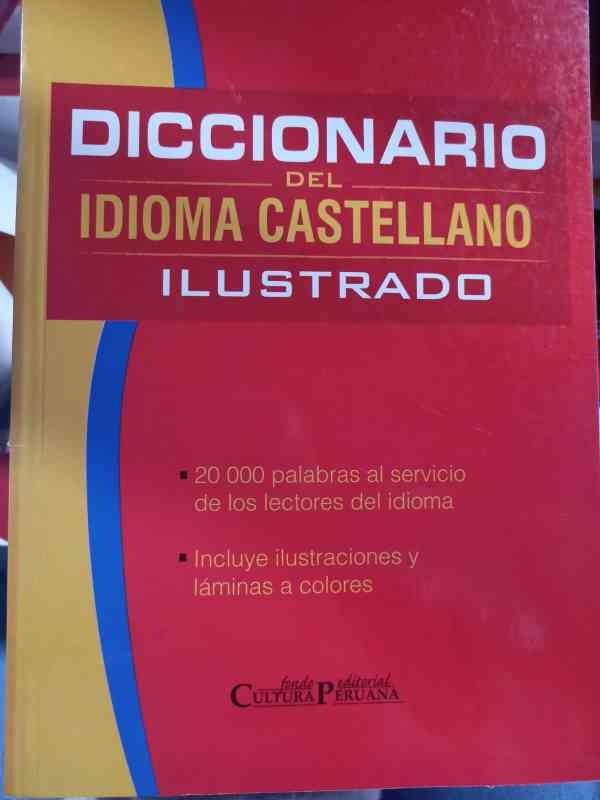 DICCIONARIO
DEL
IDIOMA CASTELLANO
ILUSTRADO
▪ 20 000 palabras al servicio
de los lectores del idioma
▪ Incluye ilustraciones y
láminas a colores
fondo editorial
CULTURA PERUANA